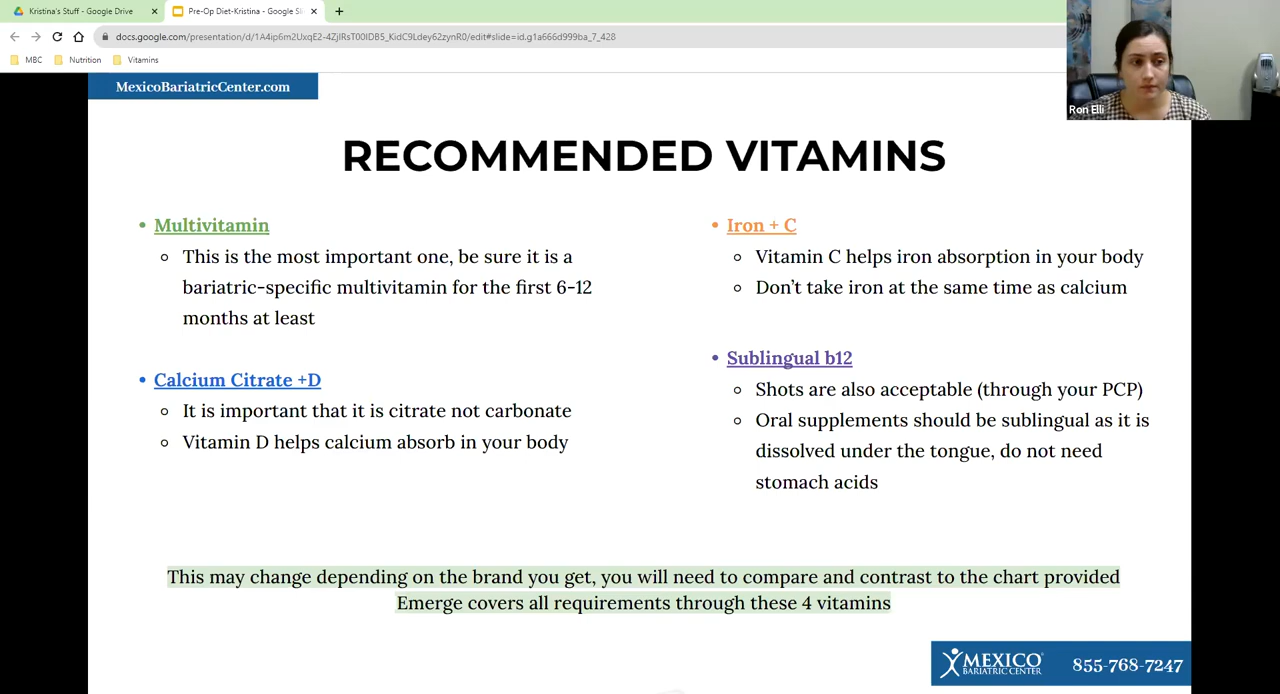 Kristina's Stuff - Google Drive
Pre-Op Diet-Kristina - Google Sli
docs.google.com/presentation/d/1A4ip6m2UxqE2-4ZjlRsT00IDB5_KidC9Ldey62zynR0/edit#slide=id.g1a666d999ba_7_428
MBC
Nutrition
Vitamins
Ron Elli
MexicoBariatricCenter.com
RECOMMENDED VITAMINS
• Multivitamin
○ This is the most important one, be sure it is a
bariatric-specific multivitamin for the first 6-12
months at least
• Calcium Citrate +D
○ It is important that it is citrate not carbonate
○ Vitamin D helps calcium absorb in your body
• Iron + C
○ Vitamin C helps iron absorption in your body
○ Don't take iron at the same time as calcium
• Sublingual b12
○ Shots are also acceptable (through your PCP)
○ Oral supplements should be sublingual as it is
dissolved under the tongue, do not need
stomach acids
This may change depending on the brand you get, you will need to compare and contrast to the chart provided
Emerge covers all requirements through these 4 vitamins
MEXICO
BARIATRIC CENTER
855-768-7247